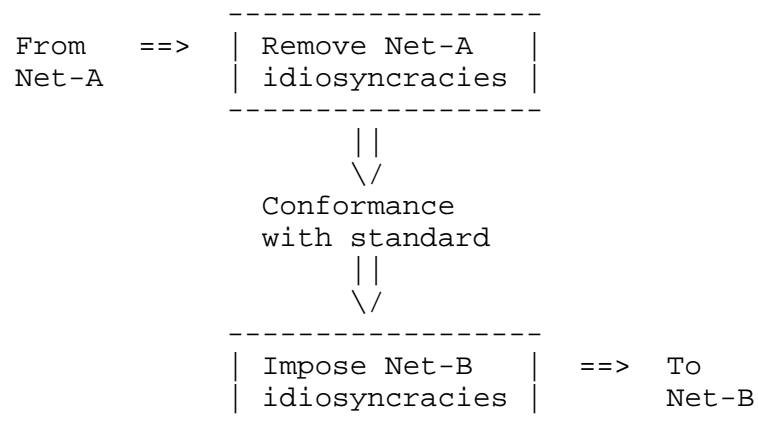 ------------------
From ==> | Remove Net-A |
Net-A | idiosyncracies |
------------------
||
\/
Conformance
with standard
||
\/
------------------
| Impose Net-B | ==> To
| idiosyncracies | Net-B